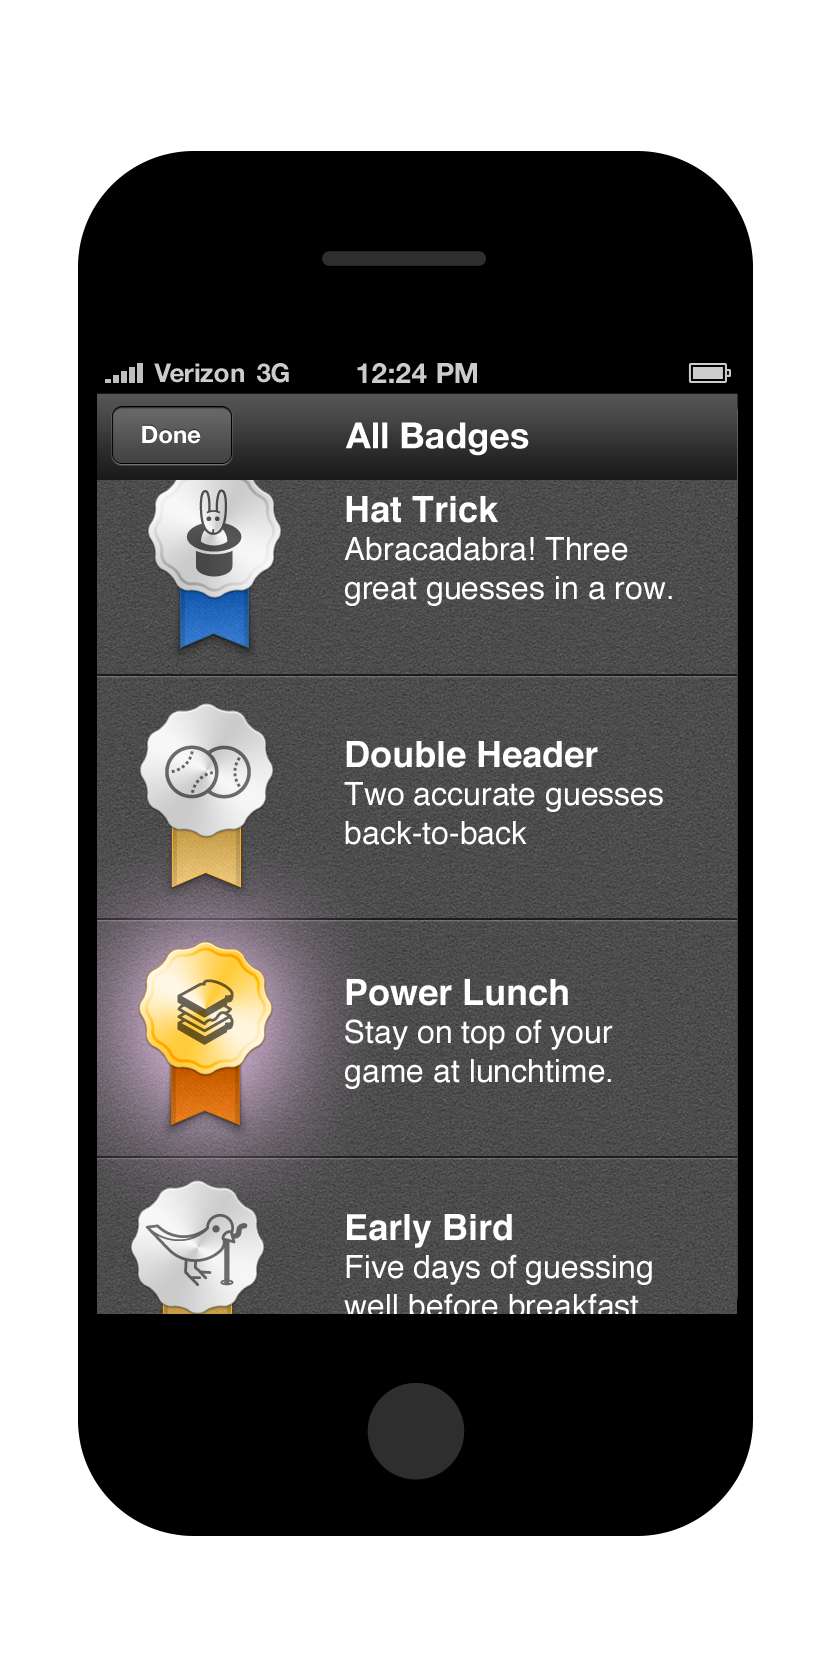 Verizon 3G 12:24 PM
Done All Badges
Hat Trick
Abracadabra! Three
great guesses in a row.
Double Header
Two accurate guesses
back-to-back
Power Lunch
Stay on top of your
game at lunchtime.
Early Bird
Five days of guessing
well before breakfast